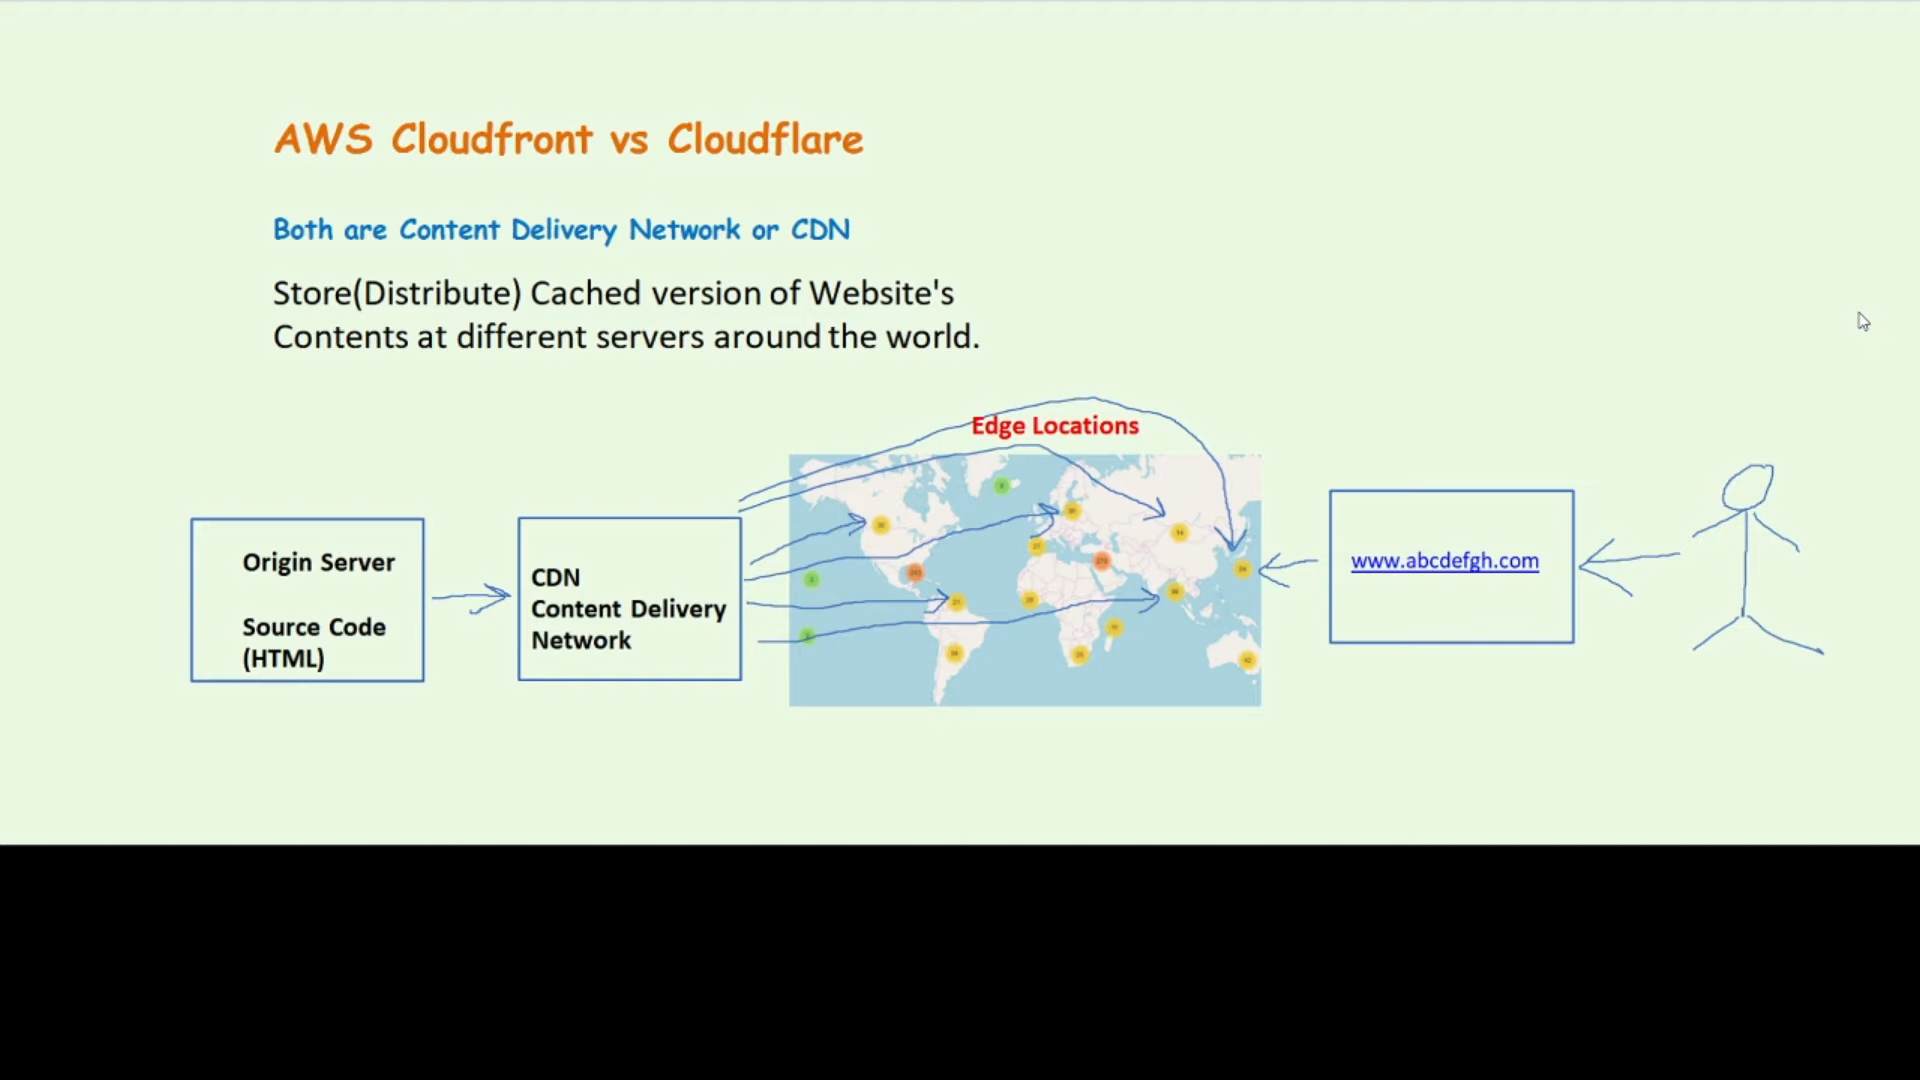 AWS Cloudfront vs Cloudflare
Both are Content Delivery Network or CDN
Store(Distribute) Cached version of Website's
Contents at different servers around the world.
Edge Locations
Origin Server
Source Code
(HTML)
CDN
Content Delivery
Network
www.abcdefgh.com